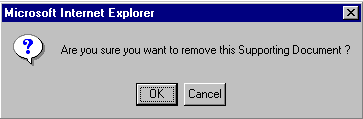 Microsoft Internet Explorer
Are you sure you want to remove this Supporting Document ?
OK
Cancel